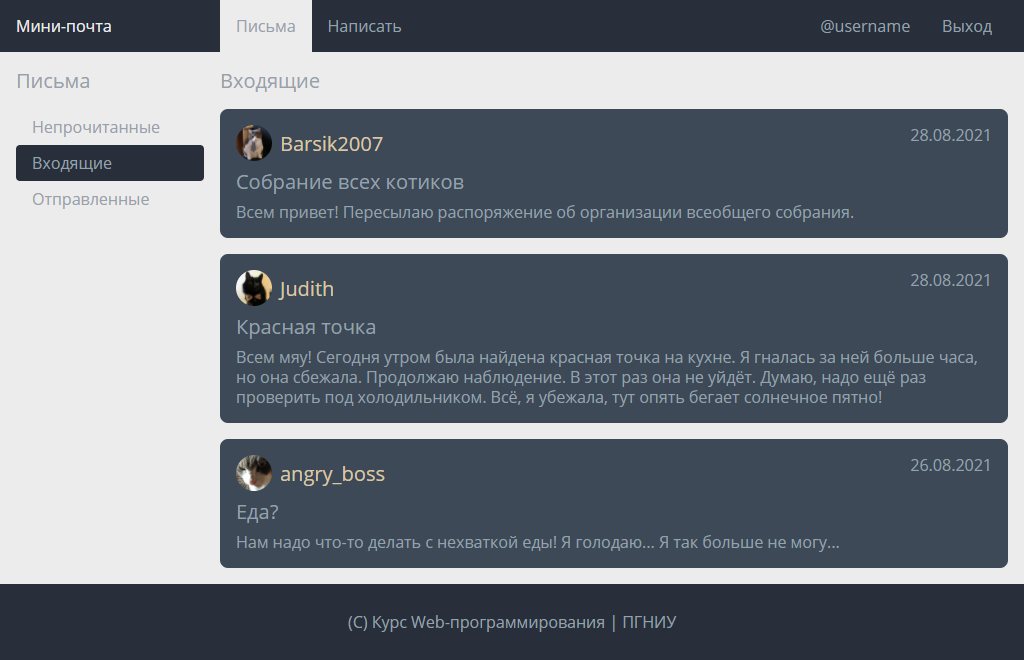 Мини-почта
Письма
Написать
@username
Выход
Письма
Непрочитанные
Входящие
Отправленные
Входящие
Barsik2007
28.08.2021
Собрание всех котиков
Всем привет! Пересылаю распоряжение об организации всеобщего собрания.
Judith
28.08.2021
Красная точка
Всем мяу! Сегодня утром была найдена красная точка на кухне. Я гналась за ней больше часа,
но она сбежала. Продолжаю наблюдение. В этот раз она не уйдёт. Думаю, надо ещё раз
проверить под холодильником. Всё, я убежала, тут опять бегает солнечное пятно!
angry_boss
26.08.2021
Еда?
Нам надо что-то делать с нехваткой еды! Я голодаю... Я так больше не могу...
(C) Курс Web-программирования | ПГНИУ